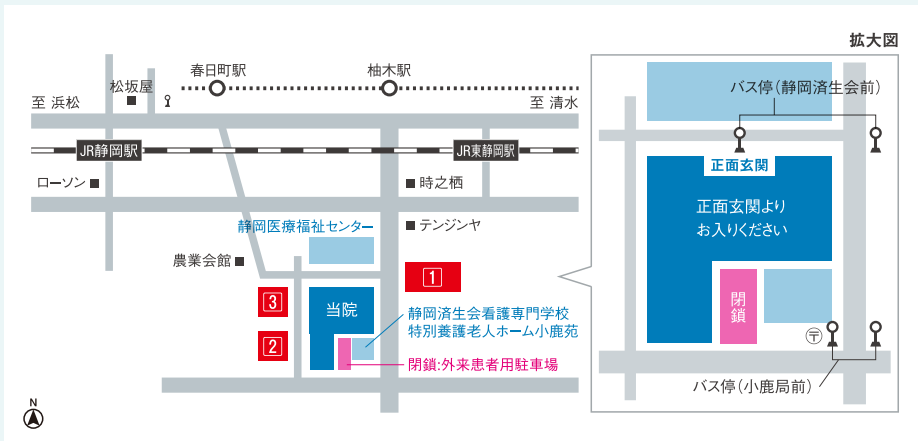 拡大図
春日町駅
柚木駅
松坂屋
至 浜松
至 清水
JR静岡駅
JR東静岡駅
ローソン
時之栖
静岡医療福祉センター
テンジンヤ
農業会館
1
3
当院
2
静岡済生会看護専門学校
特別養護老人ホーム小鹿苑
閉鎖:外来患者用駐車場
N
バス停(静岡済生会前)
正面玄関
正面玄関より
お入りください
閉鎖
〒
バス停(小鹿局前)